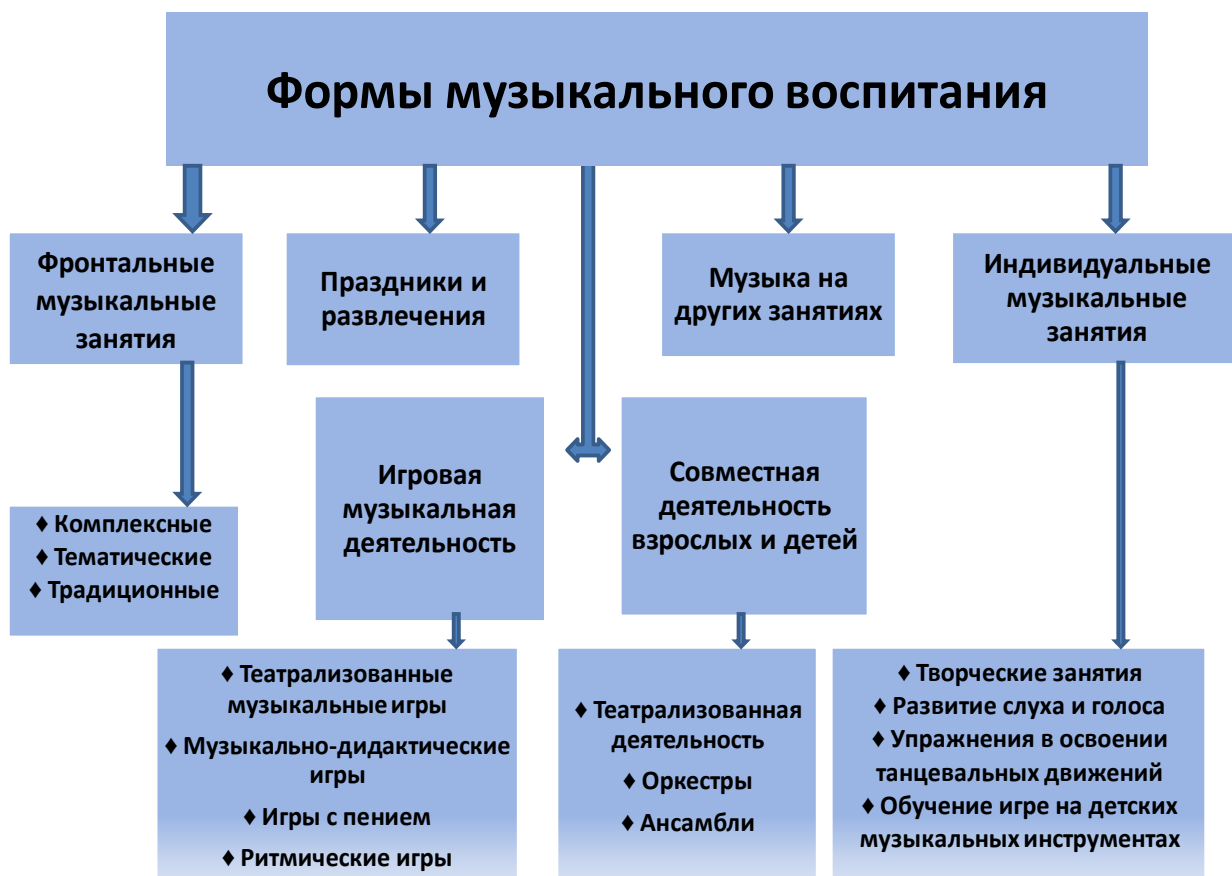 Формы музыкального воспитания
Фронтальные
музыкальные
занятия
Праздники и
развлечения
Музыка на
других занятиях
Индивидуальные
музыкальные
занятия
♦ Комплексные
♦ Тематические
♦ Традиционные
Игровая
музыкальная
деятельность
Совместная
деятельность
взрослых и детей
♦ Театрализованные
музыкальные игры
♦ Музыкально-дидактические
игры
♦ Игры с пением
♦ Ритмические игры
♦ Театрализованная
деятельность
♦ Оркестры
♦ Ансамбли
♦ Творческие занятия
♦ Развитие слуха и голоса
♦ Упражнения в освоении
танцевальных движений
♦ Обучение игре на детских
музыкальных инструментах